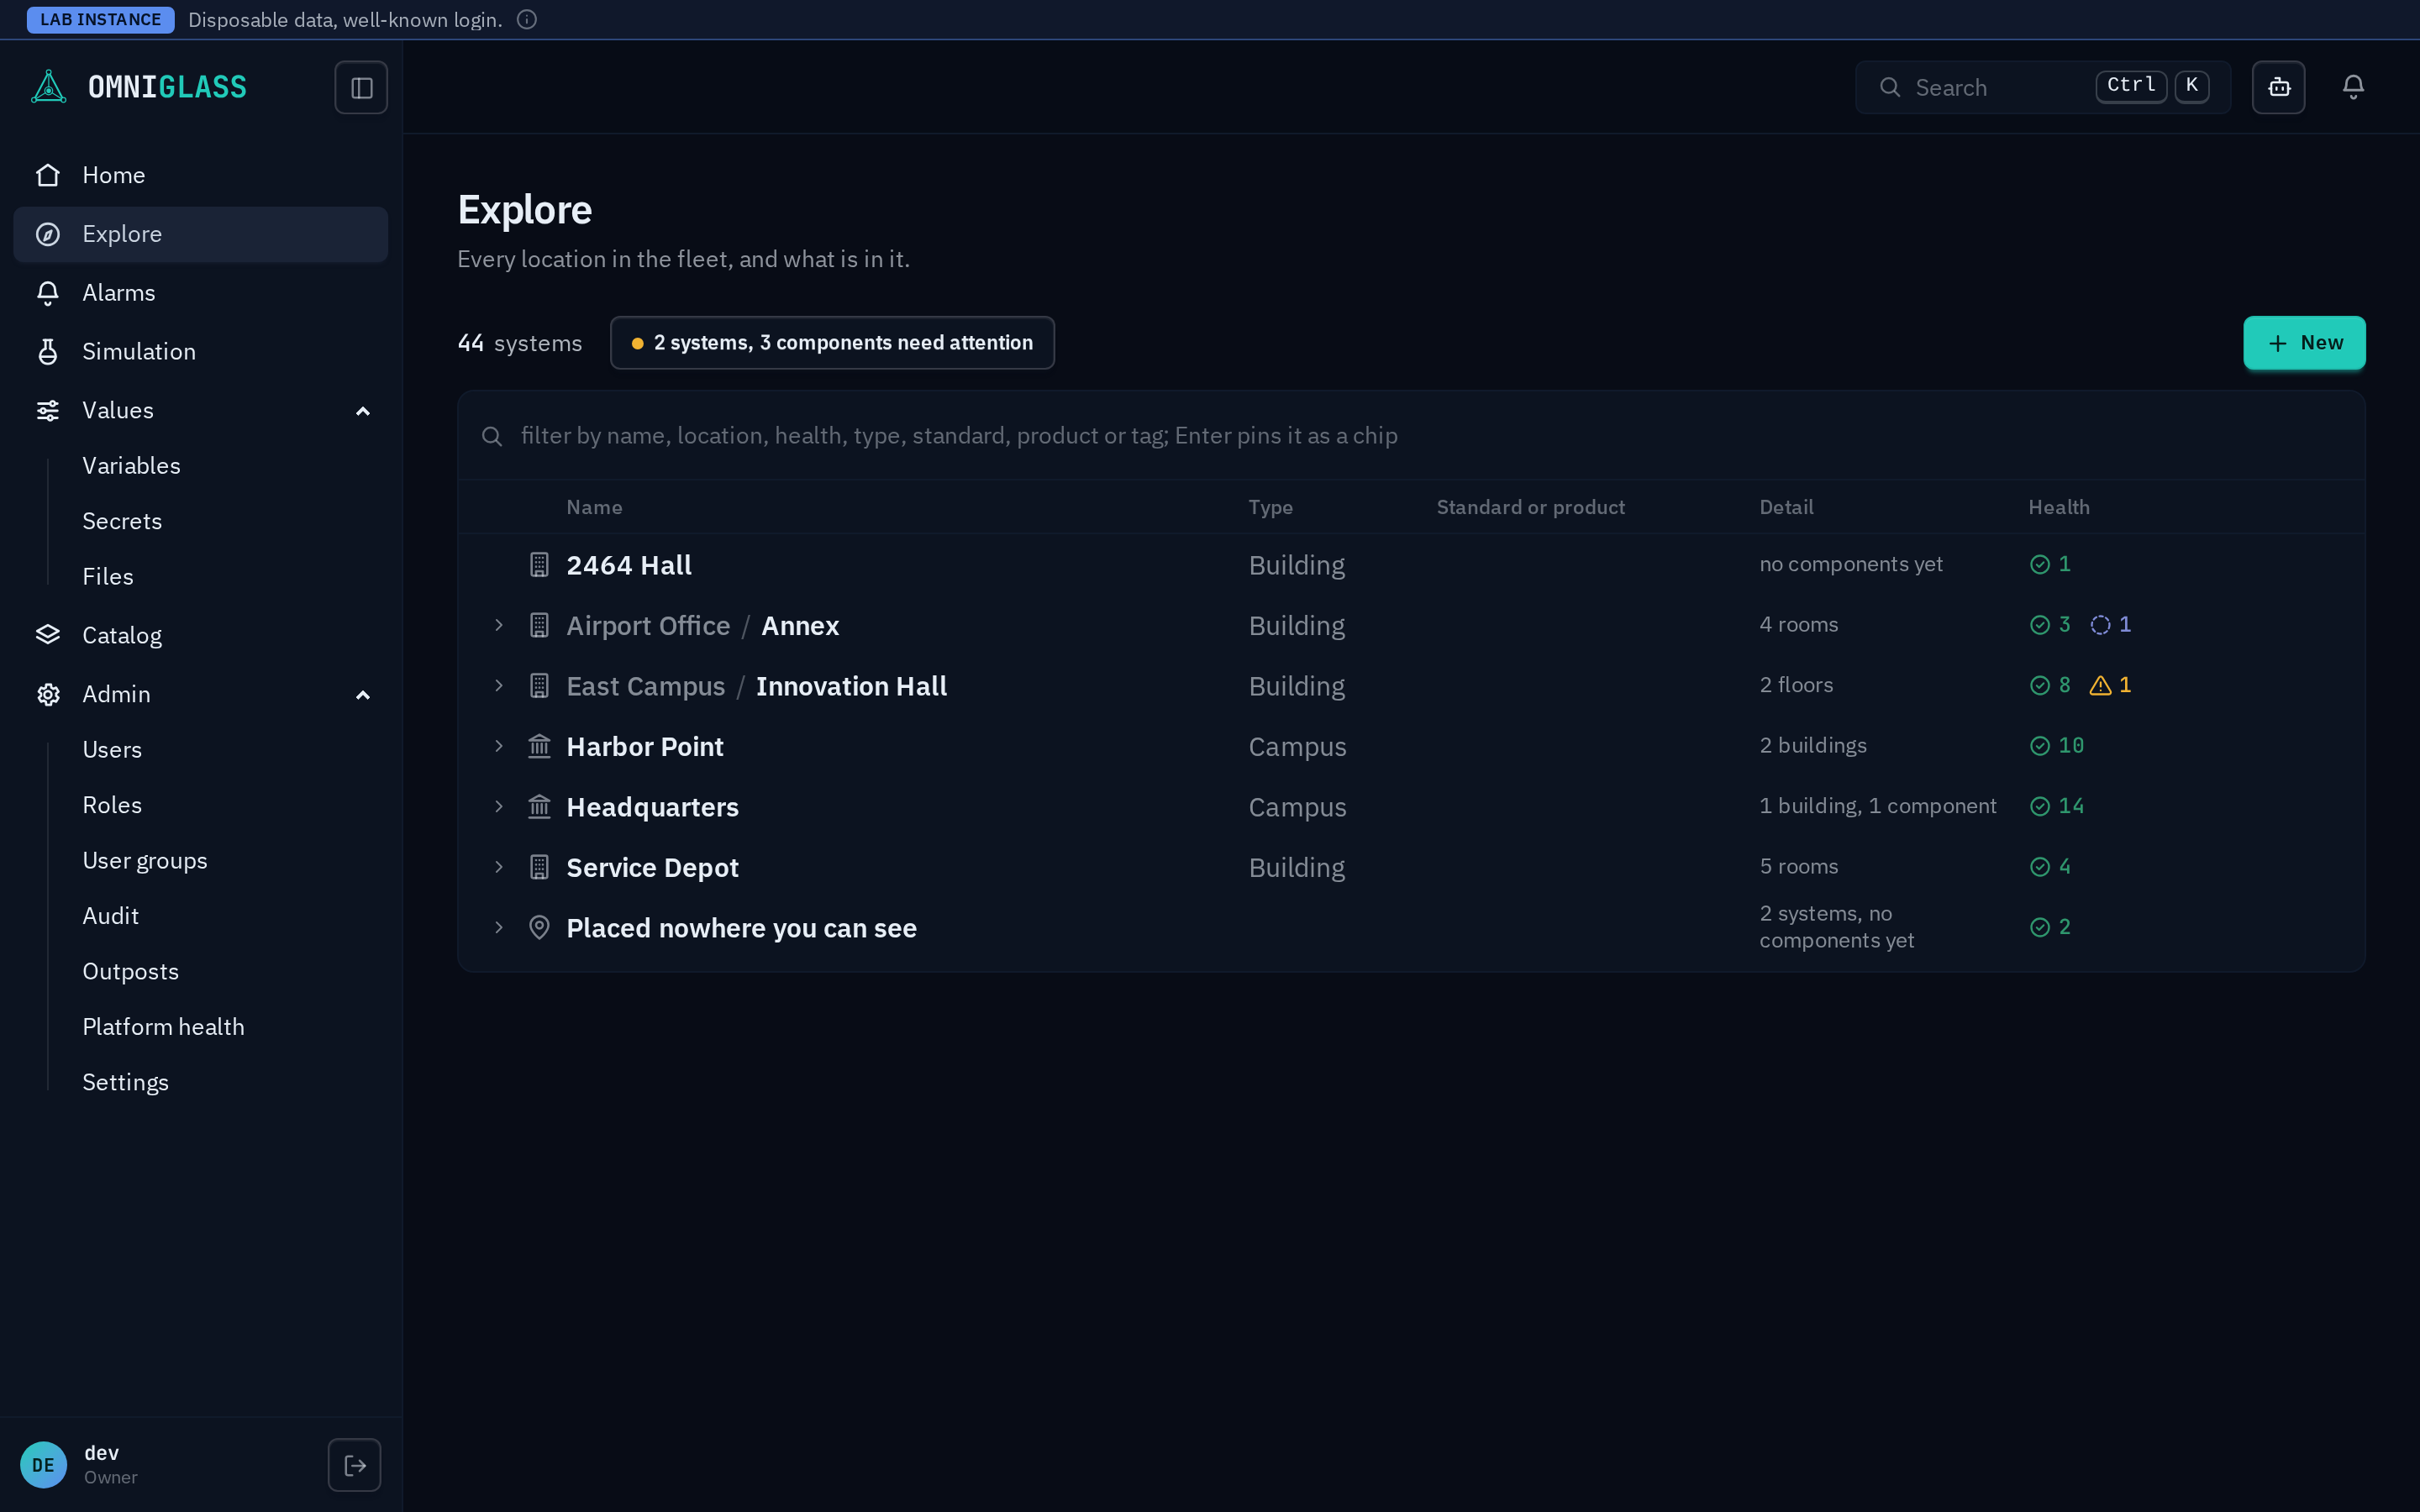 LAB INSTANCE Disposable data, well-known login.
OMNIGLASS
Search Ctrl K
Home
Explore
Alarms
Simulation
Values
Variables
Secrets
Files
Catalog
Admin
Users
Roles
User groups
Audit
Outposts
Platform health
Settings
DE dev
Owner
Explore
Every location in the fleet, and what is in it.
44 systems 2 systems, 3 components need attention + New
filter by name, location, health, type, standard, product or tag; Enter pins it as a chip
Name Type Standard or product Detail Health
2464 Hall Building no components yet 1
Airport Office / Annex Building 4 rooms 3 1
East Campus / Innovation Hall Building 2 floors 8 1
Harbor Point Campus 2 buildings 10
Headquarters Campus 1 building, 1 component 14
Service Depot Building 5 rooms 4
Placed nowhere you can see 2 systems, no 2
components yet